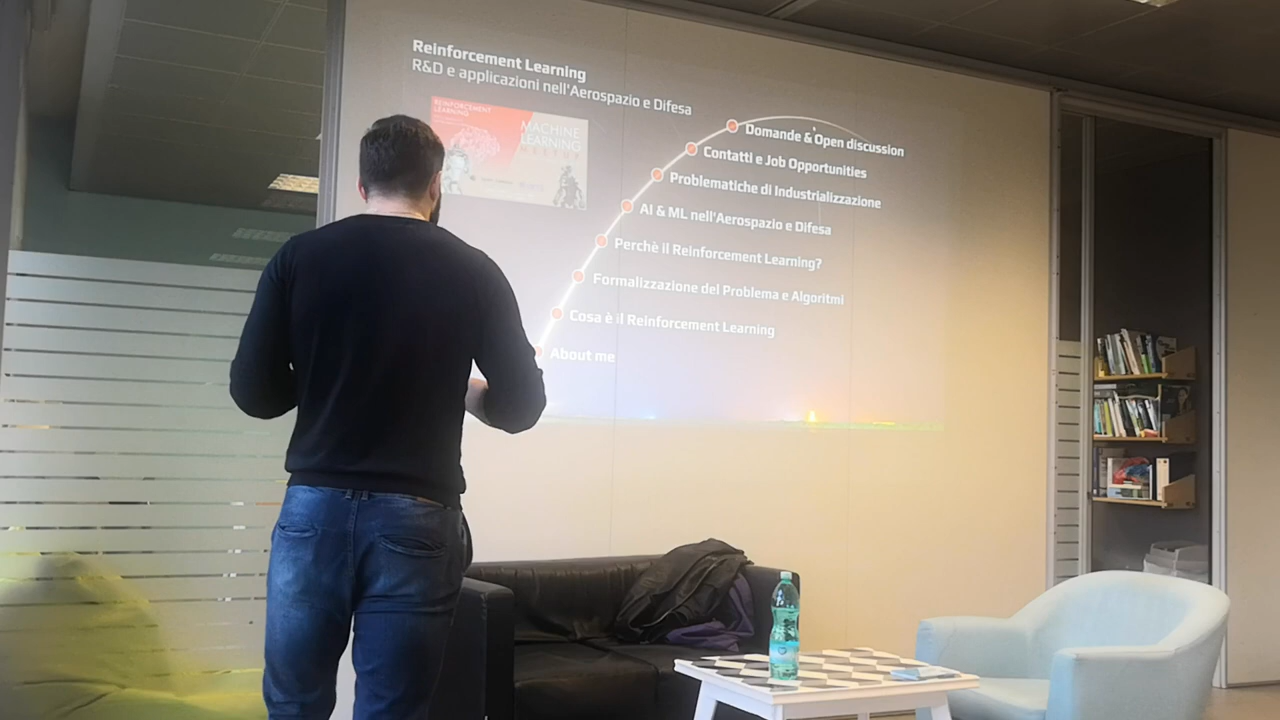 Reinforcement Learning
R&D e applicazioni nell'Aerospazio e Difesa
REINFORCEMENT
LEARNING
MACHINE
LEARNING
Domande & Open discussion
Contatti e Job Opportunities
Problematiche di Industrializzazione
AI & ML nell'Aerospazio e Difesa
Perchè il Reinforcement Learning?
Formalizzazione del Problema e Algoritmi
Cosa è il Reinforcement Learning
About me